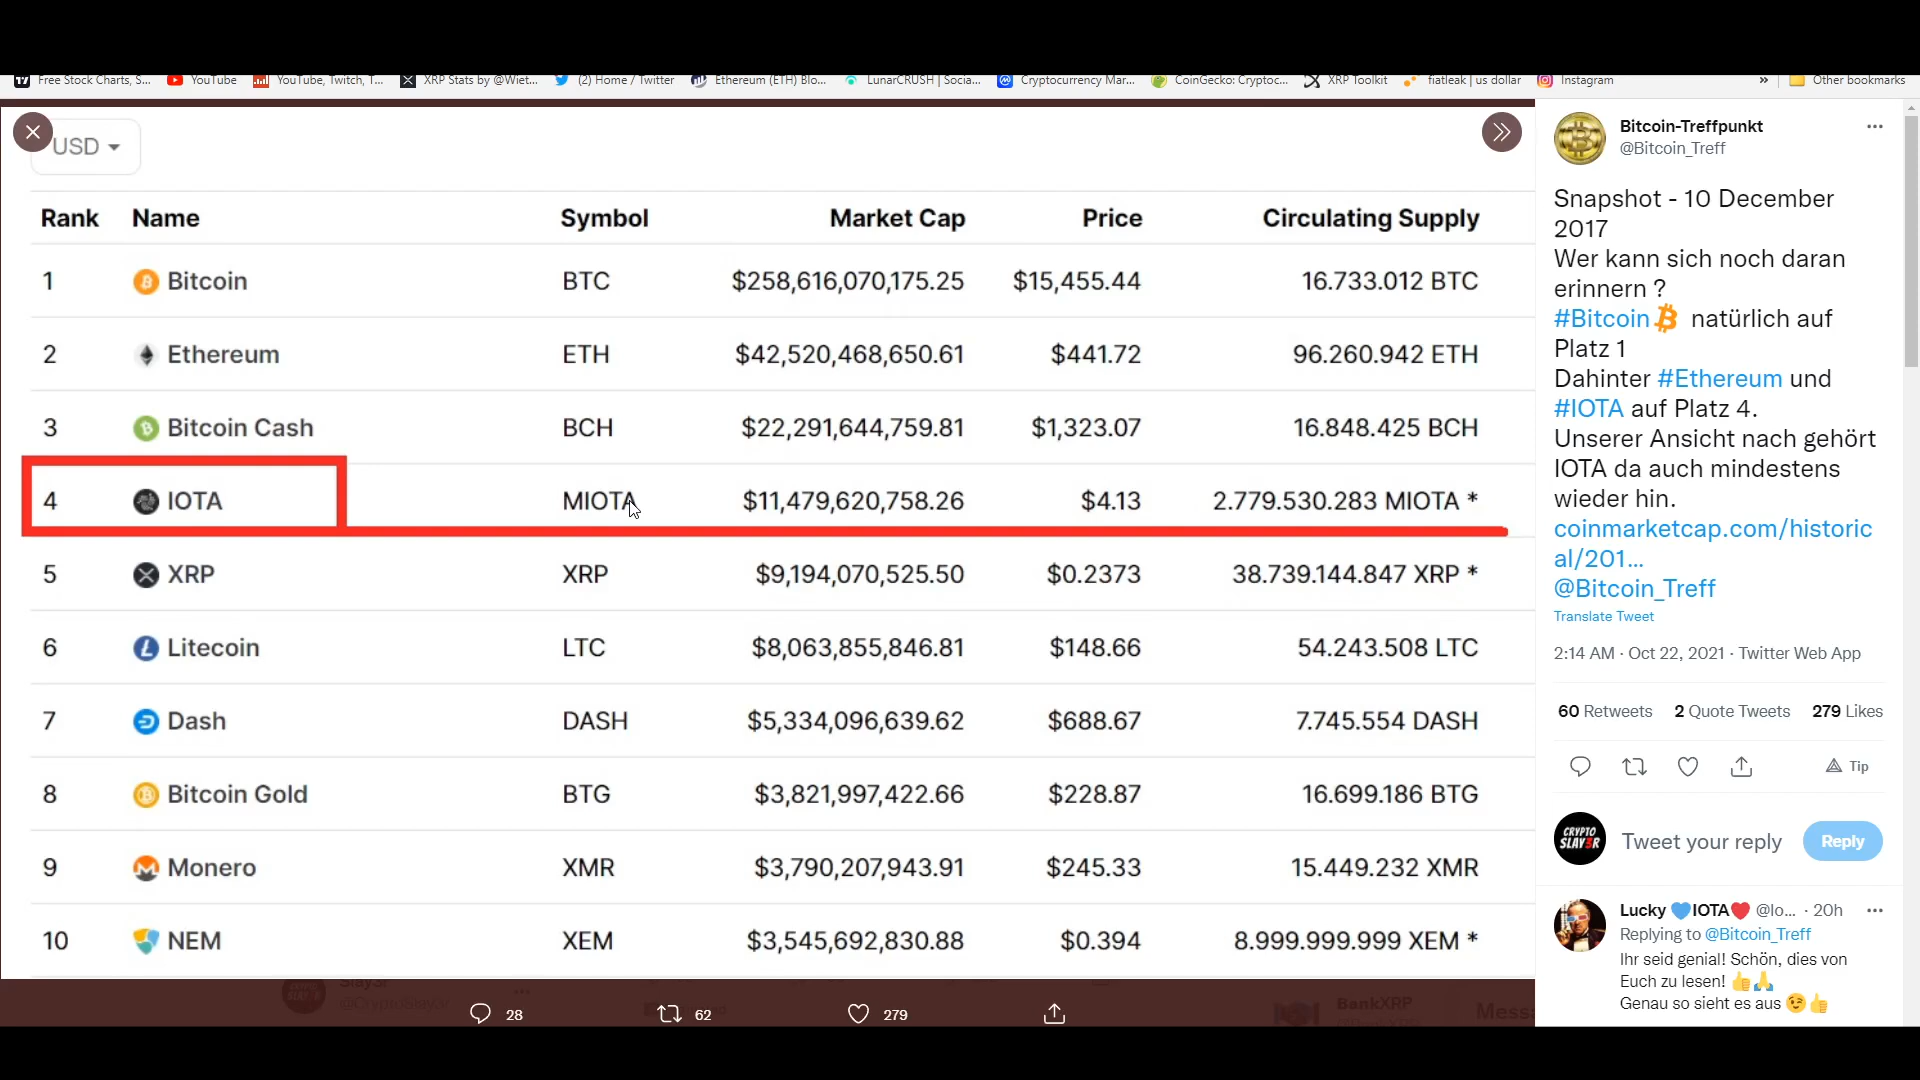 Free Stock Charts, S...
YouTube
YouTube, Twitch, T...
XRP Stats by @Wiet...
(2) Home / Twitter
Ethereum (ETH) Blo...
LunarCRUSH | Socia...
Cryptocurrency Mar...
CoinGecko: Cryptoc...
XRP Toolkit
fiatleak | us dollar
Instagram
»
Other bookmarks
USD
Rank Name Symbol Market Cap Price Circulating Supply
1 Bitcoin BTC $258,616,070,175.25 $15,455.44 16.733.012 BTC
2 Ethereum ETH $42,520,468,650.61 $441.72 96.260.942 ETH
3 Bitcoin Cash BCH $22,291,644,759.81 $1,323.07 16.848.425 BCH
4 IOTA MIOTA $11,479,620,758.26 $4.13 2.779.530.283 MIOTA *
5 XRP XRP $9,194,070,525.50 $0.2373 38.739.144.847 XRP *
6 Litecoin LTC $8,063,855,846.81 $148.66 54.243.508 LTC
7 Dash DASH $5,334,096,639.62 $688.67 7.745.554 DASH
8 Bitcoin Gold BTG $3,821,997,422.66 $228.87 16.699.186 BTG
9 Monero XMR $3,790,207,943.91 $245.33 15.449.232 XMR
10 NEM XEM $3,545,692,830.88 $0.394 8.999.999.999 XEM *
28 62 279
BankXRP
Bitcoin-Treffpunkt
@Bitcoin_Treff
Snapshot - 10 December
2017
Wer kann sich noch daran
erinnern ?
#Bitcoin natürlich auf
Platz 1
Dahinter #Ethereum und
#IOTA auf Platz 4.
Unserer Ansicht nach gehört
IOTA da auch mindestens
wieder hin.
coinmarketcap.com/historic
al/201...
@Bitcoin_Treff
Translate Tweet
2:14 AM · Oct 22, 2021 · Twitter Web App
60 Retweets 2 Quote Tweets 279 Likes
Tip
CRYPTO
SLAY3R
Tweet your reply
Reply
Lucky 💙IOTA❤️ @lo... · 20h
Replying to @Bitcoin_Treff
Ihr seid genial! Schön, dies von
Euch zu lesen! 👍🙏
Genau so sieht es aus 😉👍